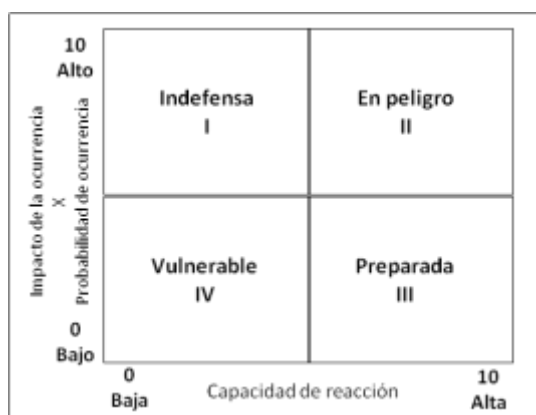 10
Alto
Impacto de la ocurrencia
X
Probabilidad de ocurrencia
Indefensa
I
En peligro
II
Vulnerable
IV
Preparada
III
0
Bajo
0
Baja
Capacidad de reacción
10
Alta